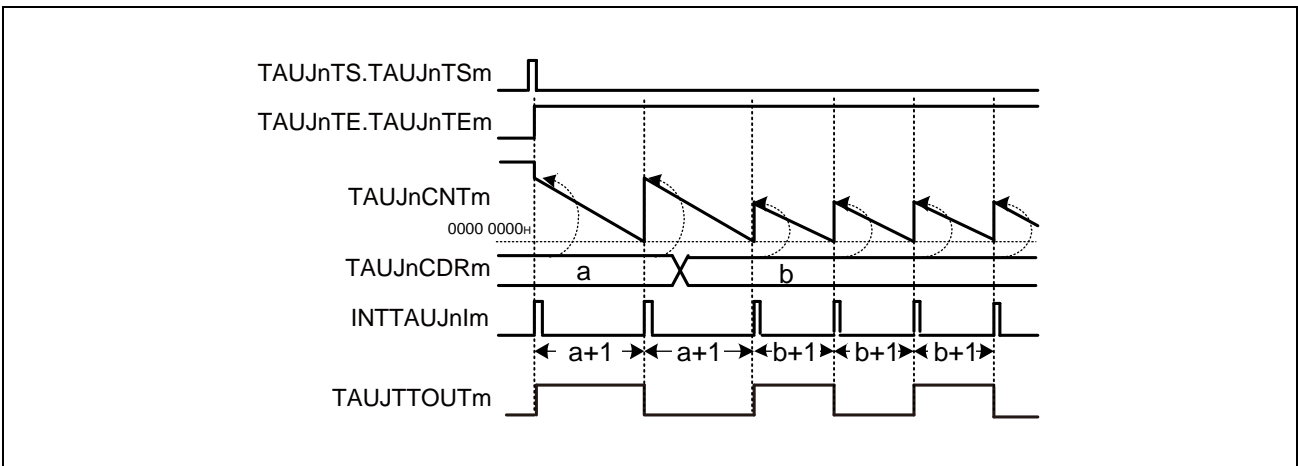 TAUJnTS.TAUJnTSm
TAUJnTE.TAUJnTEm
TAUJnCNTm
0000 0000H
TAUJnCDRm
a
b
INTTAUJnIm
a+1
a+1
b+1
b+1
b+1
TAUJTTOUTm